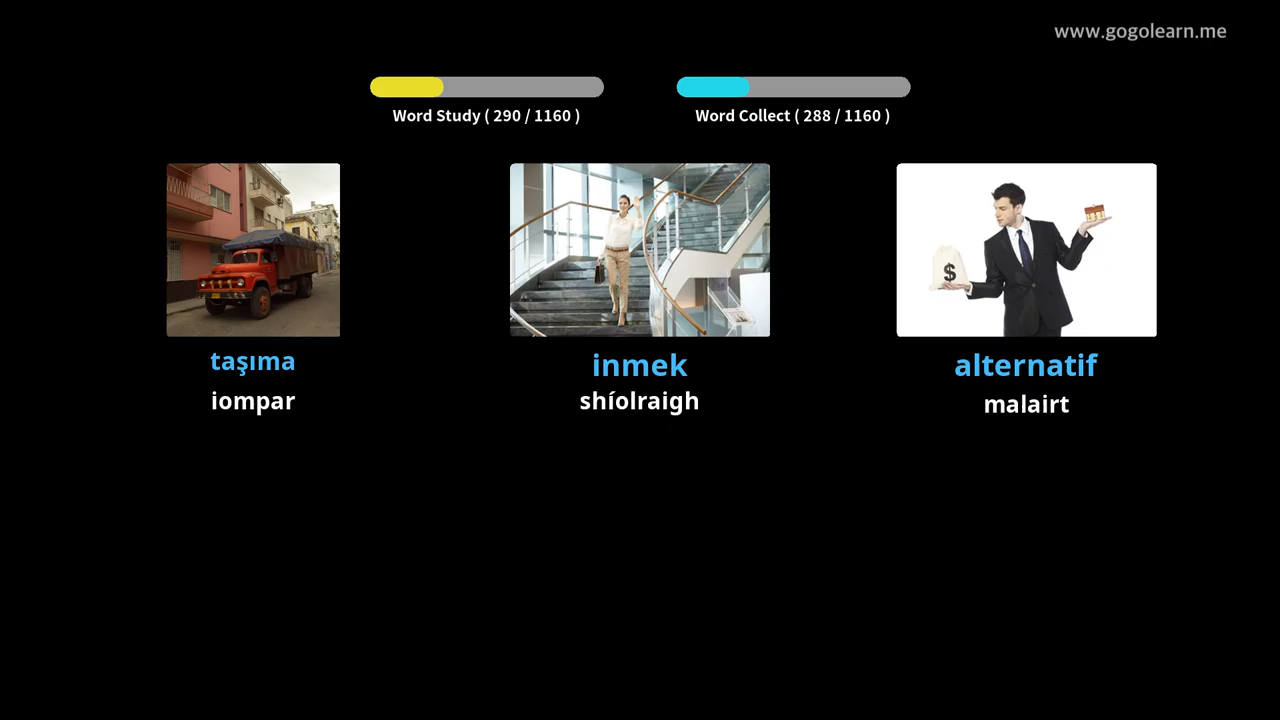 www.gogolearn.me
Word Study ( 290 / 1160 )
Word Collect ( 288 / 1160 )
taşıma
iompar
inmek
shíolraigh
alternatif
malairt
$